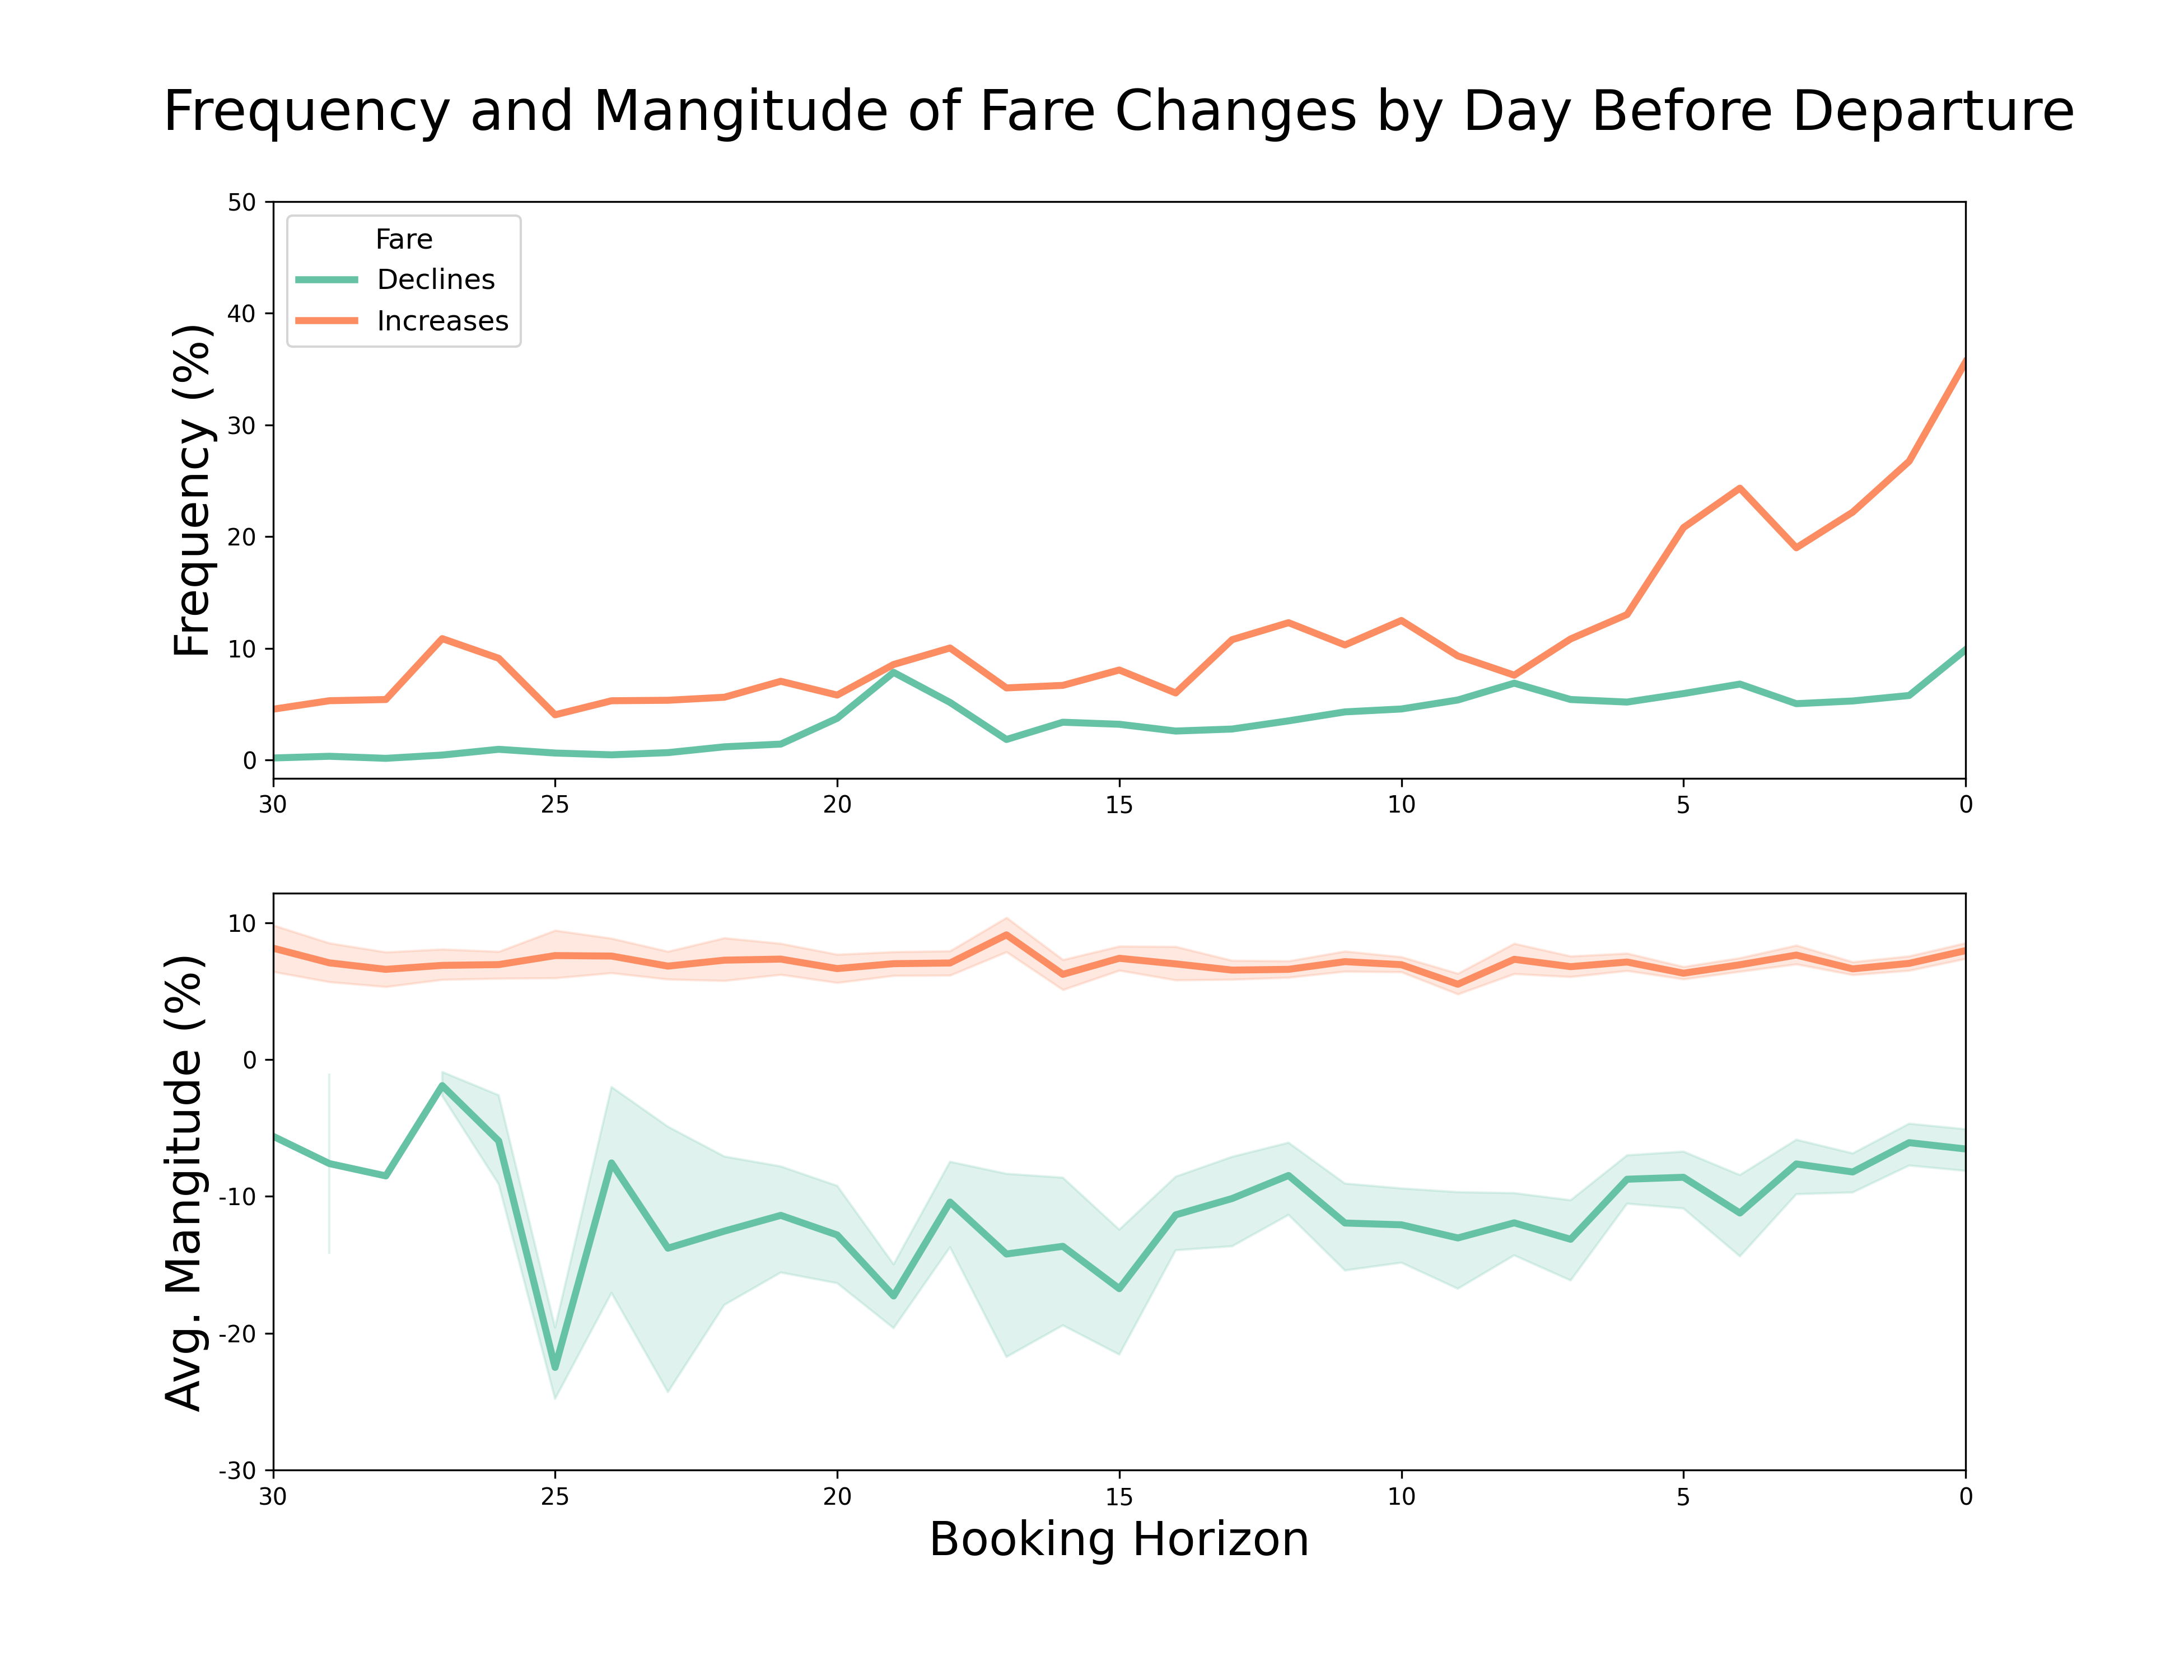 Frequency and Mangitude of Fare Changes by Day Before Departure
Frequency (%)
50
40
30
20
10
0
Fare
Declines
Increases
30 25 20 15 10 5 0
Avg. Mangitude (%)
10
0
-10
-20
-30
30 25 20 15 10 5 0
Booking Horizon